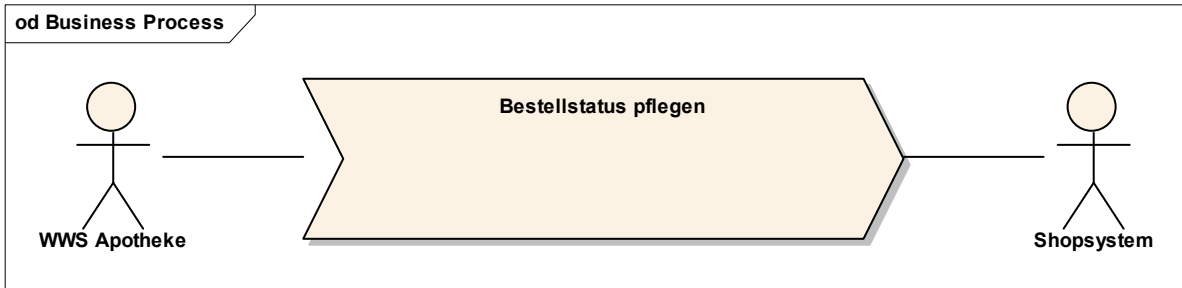 od Business Process
Bestellstatus pflegen
WWS Apotheke
Shopsystem